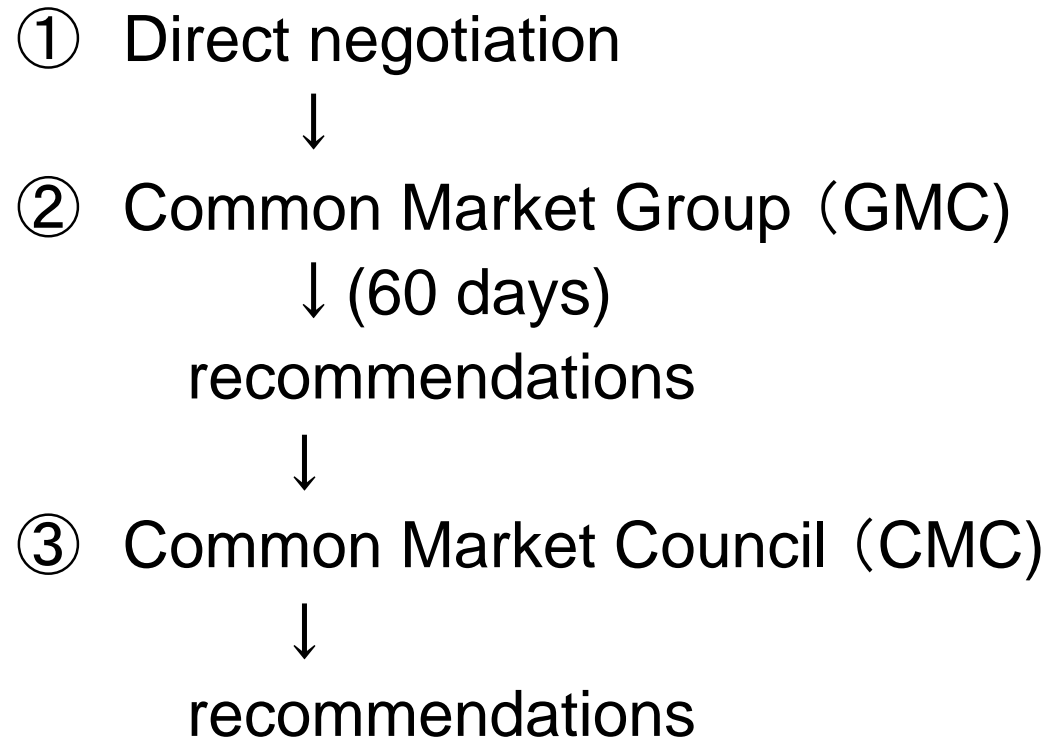 ① Direct negotiation
↓
② Common Market Group（GMC)
↓ (60 days)
recommendations
↓
③ Common Market Council（CMC)
↓
recommendations